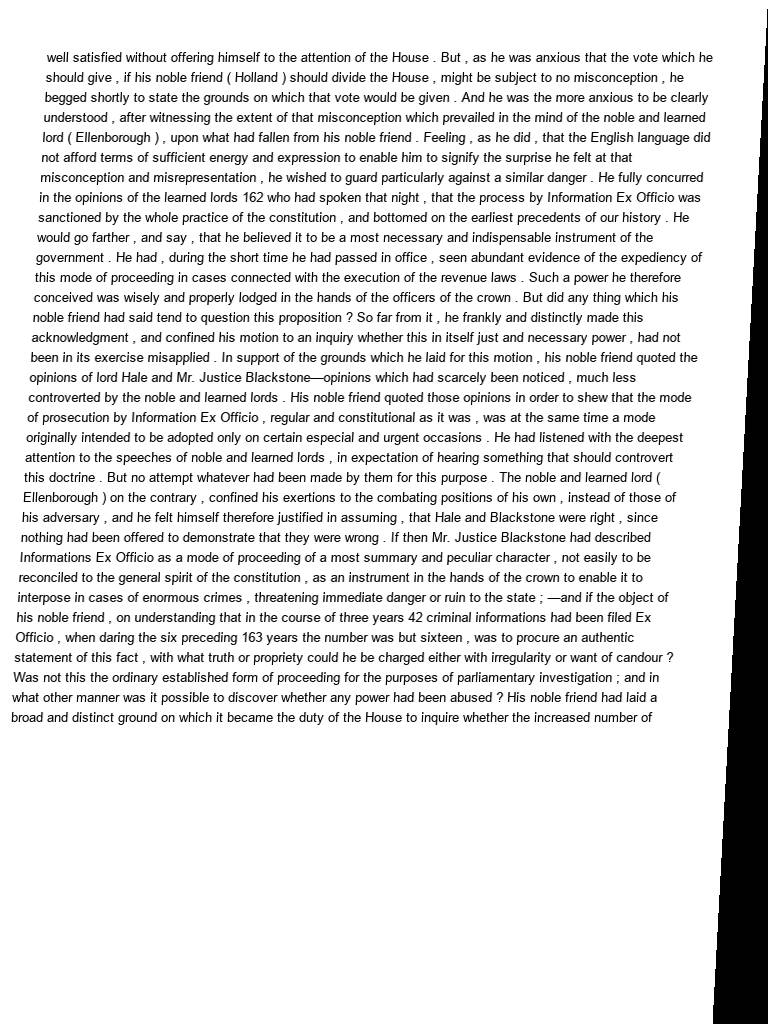 well satisfied without offering himself to the attention of the House . But , as he was anxious that the vote which he
should give , if his noble friend ( Holland ) should divide the House , might be subject to no misconception , he
begged shortly to state the grounds on which that vote would be given . And he was the more anxious to be clearly
understood , after witnessing the extent of that misconception which prevailed in the mind of the noble and learned
lord ( Ellenborough ) , upon what had fallen from his noble friend . Feeling , as he did , that the English language did
not afford terms of sufficient energy and expression to enable him to signify the surprise he felt at that
misconception and misrepresentation , he wished to guard particularly against a similar danger . He fully concurred
in the opinions of the learned lords 162 who had spoken that night , that the process by Information Ex Officio was
sanctioned by the whole practice of the constitution , and bottomed on the earliest precedents of our history . He
would go farther , and say , that he believed it to be a most necessary and indispensable instrument of the
government . He had , during the short time he had passed in office , seen abundant evidence of the expediency of
this mode of proceeding in cases connected with the execution of the revenue laws . Such a power he therefore
conceived was wisely and properly lodged in the hands of the officers of the crown . But did any thing which his
noble friend had said tend to question this proposition ? So far from it , he frankly and distinctly made this
acknowledgment , and confined his motion to an inquiry whether this in itself just and necessary power , had not
been in its exercise misapplied . In support of the grounds which he laid for this motion , his noble friend quoted the
opinions of lord Hale and Mr. Justice Blackstone—opinions which had scarcely been noticed , much less
controverted by the noble and learned lords . His noble friend quoted those opinions in order to shew that the mode
of prosecution by Information Ex Officio , regular and constitutional as it was , was at the same time a mode
originally intended to be adopted only on certain especial and urgent occasions . He had listened with the deepest
attention to the speeches of noble and learned lords , in expectation of hearing something that should controvert
this doctrine . But no attempt whatever had been made by them for this purpose . The noble and learned lord (
Ellenborough ) on the contrary , confined his exertions to the combating positions of his own , instead of those of
his adversary , and he felt himself therefore justified in assuming , that Hale and Blackstone were right , since
nothing had been offered to demonstrate that they were wrong . If then Mr. Justice Blackstone had described
Informations Ex Officio as a mode of proceeding of a most summary and peculiar character , not easily to be
reconciled to the general spirit of the constitution , as an instrument in the hands of the crown to enable it to
interpose in cases of enormous crimes , threatening immediate danger or ruin to the state ; —and if the object of
his noble friend , on understanding that in the course of three years 42 criminal informations had been filed Ex
Officio , when daring the six preceding 163 years the number was but sixteen , was to procure an authentic
statement of this fact , with what truth or propriety could he be charged either with irregularity or want of candour ?
Was not this the ordinary established form of proceeding for the purposes of parliamentary investigation ; and in
what other manner was it possible to discover whether any power had been abused ? His noble friend had laid a
broad and distinct ground on which it became the duty of the House to inquire whether the increased number of